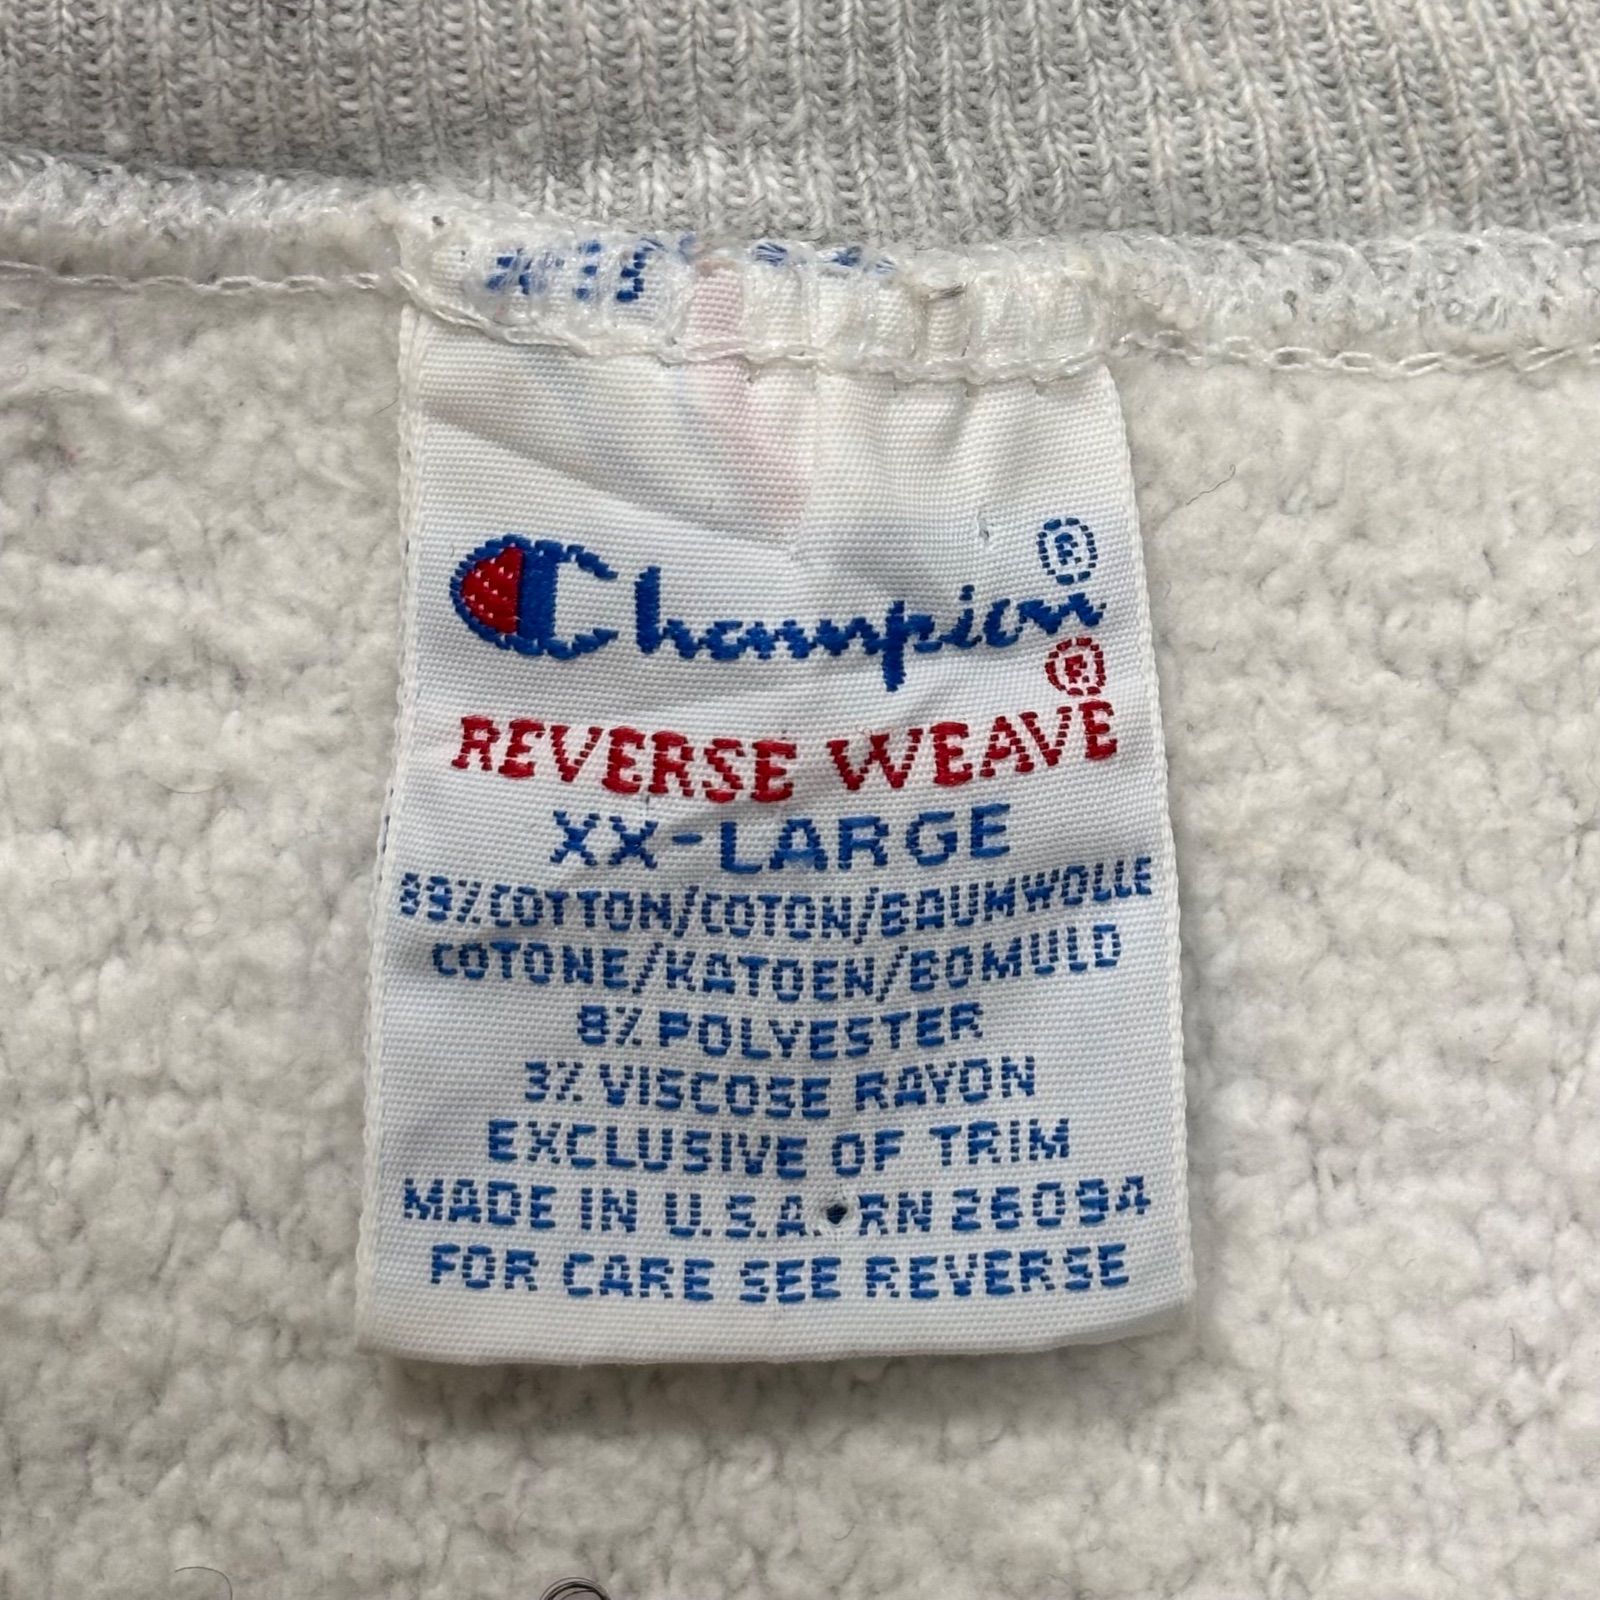 Champion®
®
REVERSE WEAVE
XX-LARGE
89% COTTON/COTON/BAUMWOLLE
COTONE/KATOEN/BOMULD
8% POLYESTER
3% VISCOSE RAYON
EXCLUSIVE OF TRIM
MADE IN U.S.A. RN 26094
FOR CARE SEE REVERSE